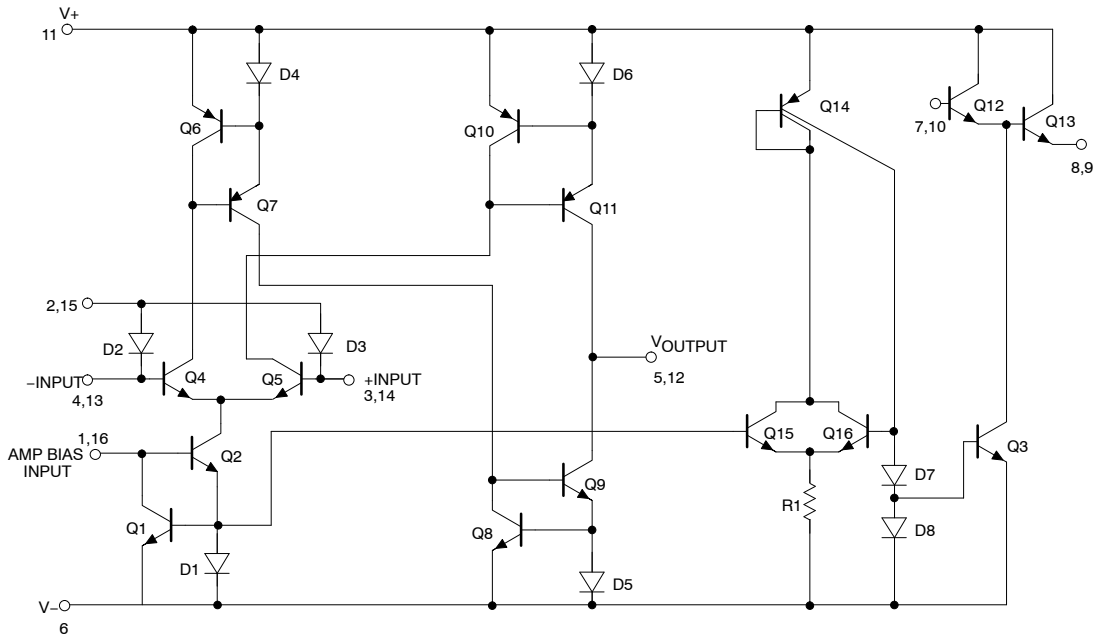 V+
11
D4
D6
Q6
Q10
Q14
Q12
7,10
Q13
8,9
Q7
Q11
2,15
D2
D3
VOUTPUT
5,12
−INPUT
4,13
Q4
Q5
+INPUT
3,14
1,16
AMP BIAS
INPUT
Q2
Q15
Q16
Q3
Q9
D7
R1
Q1
Q8
D8
D1
D5
V−
6